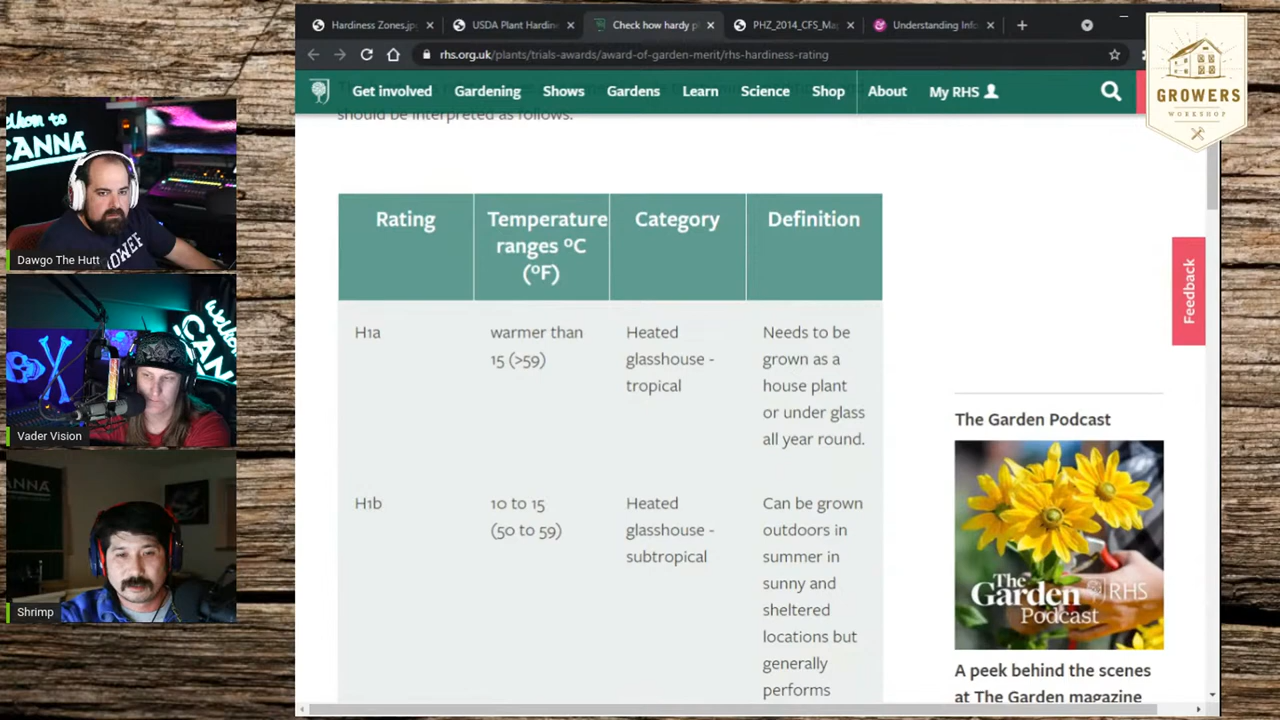 Hardiness Zones.jp
USDA Plant Hardin
Check how hardy p
PHZ_2014_CFS_Ma
Understanding Inf
rhs.org.uk/plants/trials-awards/award-of-garden-merit/rhs-hardiness-rating
Get involved Gardening Shows Gardens Learn Science Shop About My RHS
should be interpreted as follows.
GROWERS
WORKSHOP
Rating
Temperature
ranges ºC
(ºF)
Category
Definition
H1a
warmer than
15 (>59)
Heated
glasshouse -
tropical
Needs to be
grown as a
house plant
or under glass
all year round.
H1b
10 to 15
(50 to 59)
Heated
glasshouse -
subtropical
Can be grown
outdoors in
summer in
sunny and
sheltered
locations but
generally
performs
Feedback
The Garden Podcast
The
Garden
Podcast
RHS
A peek behind the scenes
at The Garden magazine
welkom to
CANNA
Dawgo The Hutt
Vader Vision
Shrimp